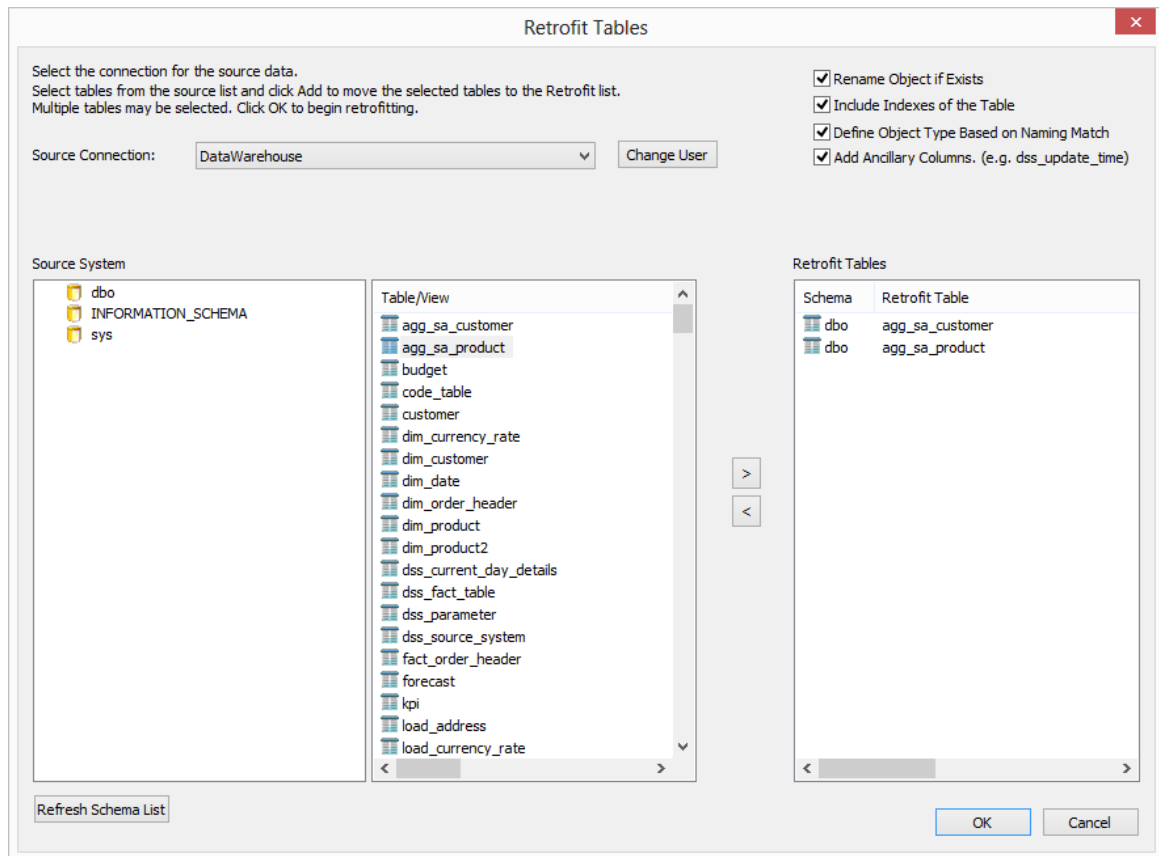 Retrofit Tables
Select the connection for the source data.
Select tables from the source list and click Add to move the selected tables to the Retrofit list.
Multiple tables may be selected. Click OK to begin retrofitting.
Rename Object if Exists
Include Indexes of the Table
Define Object Type Based on Naming Match
Add Ancillary Columns. (e.g. dss_update_time)
Source Connection: DataWarehouse Change User
Source System
dbo
INFORMATION_SCHEMA
sys
Table/View
agg_sa_customer
agg_sa_product
budget
code_table
customer
dim_currency_rate
dim_customer
dim_date
dim_order_header
dim_product
dim_product2
dss_current_day_details
dss_fact_table
dss_parameter
dss_source_system
fact_order_header
forecast
kpi
load_address
load_currency_rate
>
<
Retrofit Tables
Schema Retrofit Table
dbo agg_sa_customer
dbo agg_sa_product
Refresh Schema List
OK Cancel